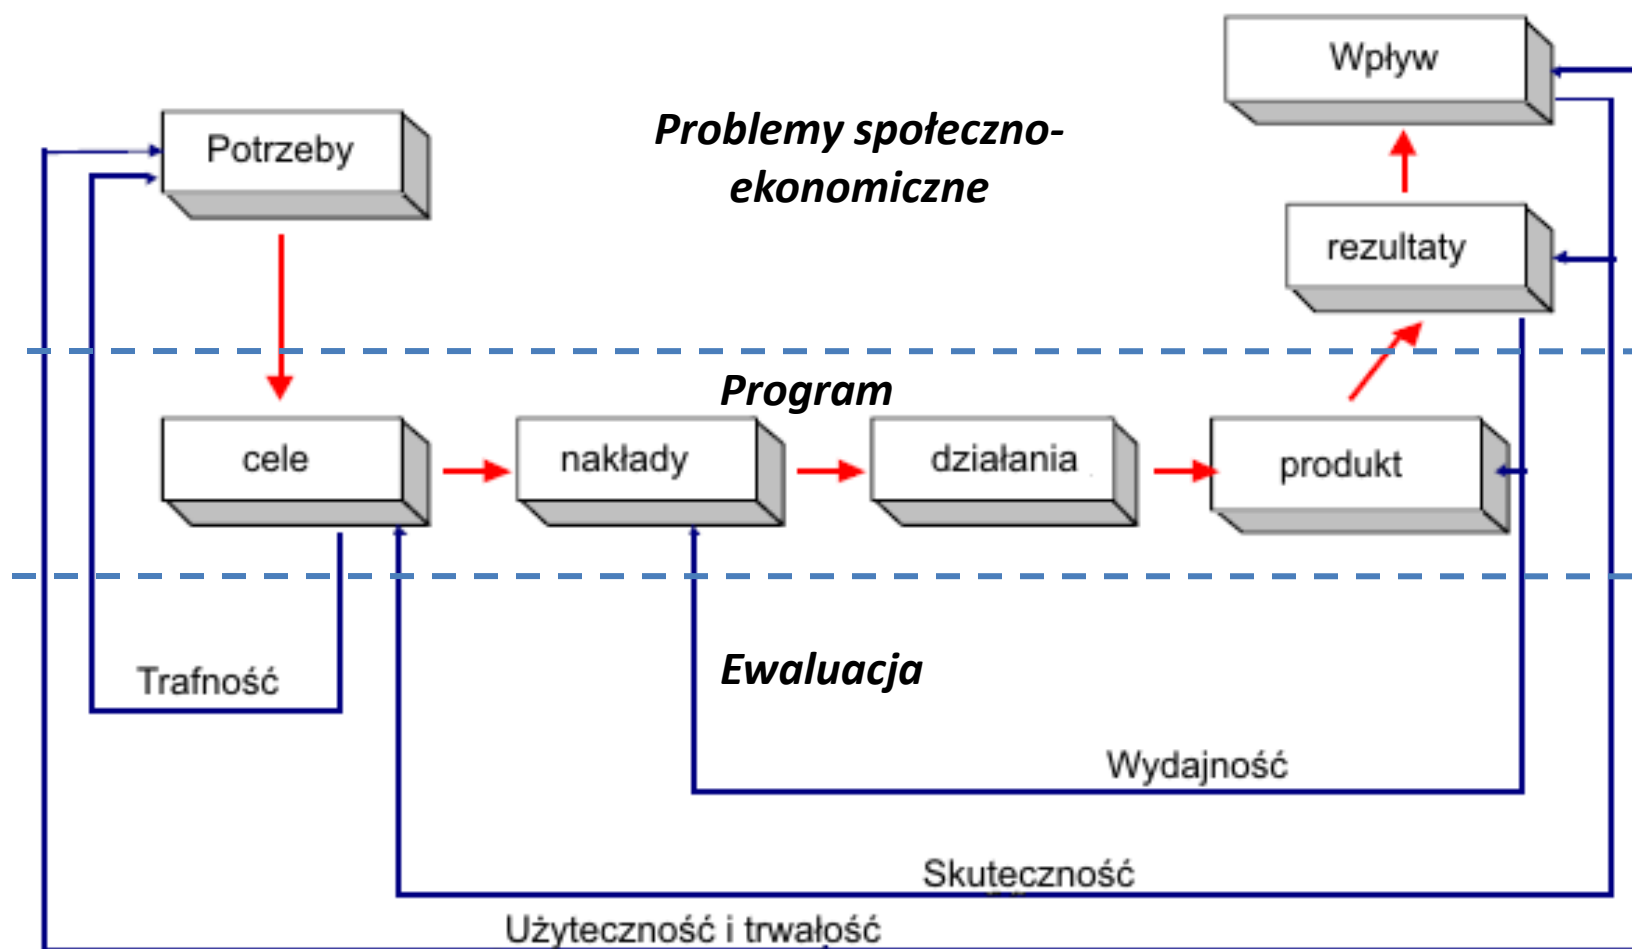 Wpływ
Problemy społeczno-
ekonomiczne
Potrzeby
rezultaty
Program
cele
nakłady
działania
produkt
Ewaluacja
Trafność
Wydajność
Skuteczność
Użyteczność i trwałość